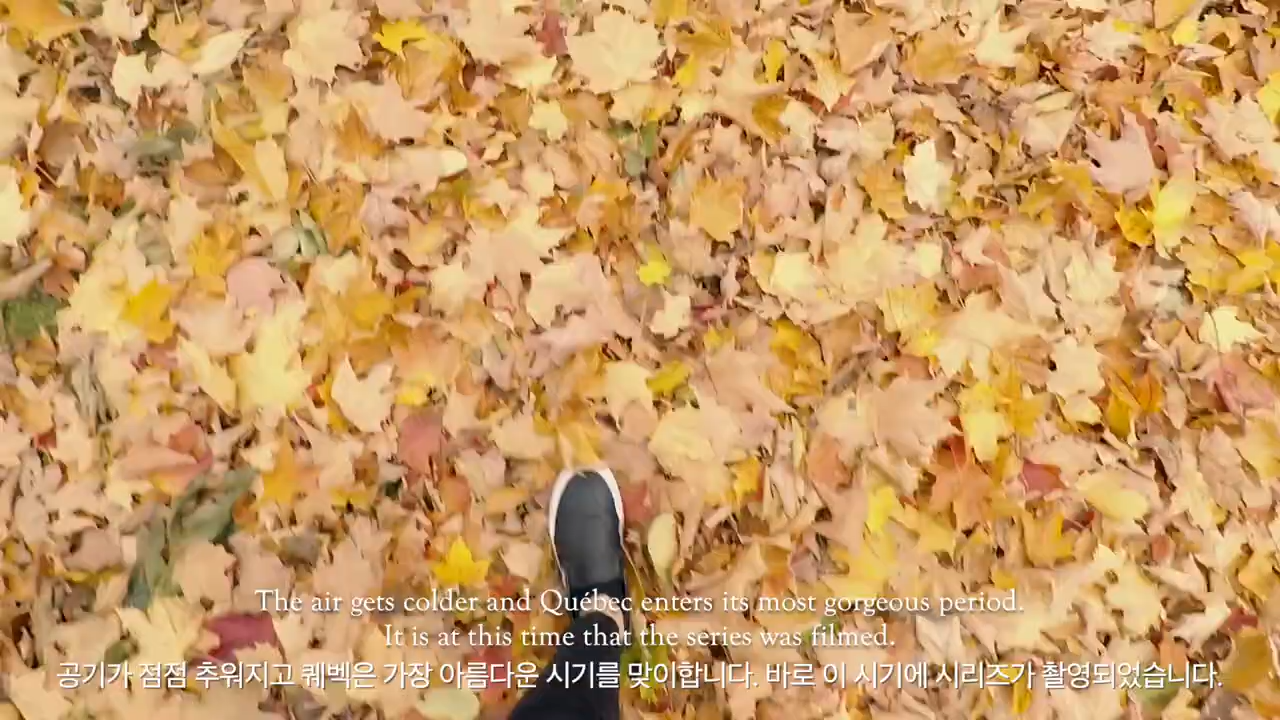 The air gets colder and Québec enters its most gorgeous period.
It is at this time that the series was filmed.
공기가 점점 추워지고 퀘벡은 가장 아름다운 시기를 맞이합니다. 바로 이 시기에 시리즈가 촬영되었습니다.